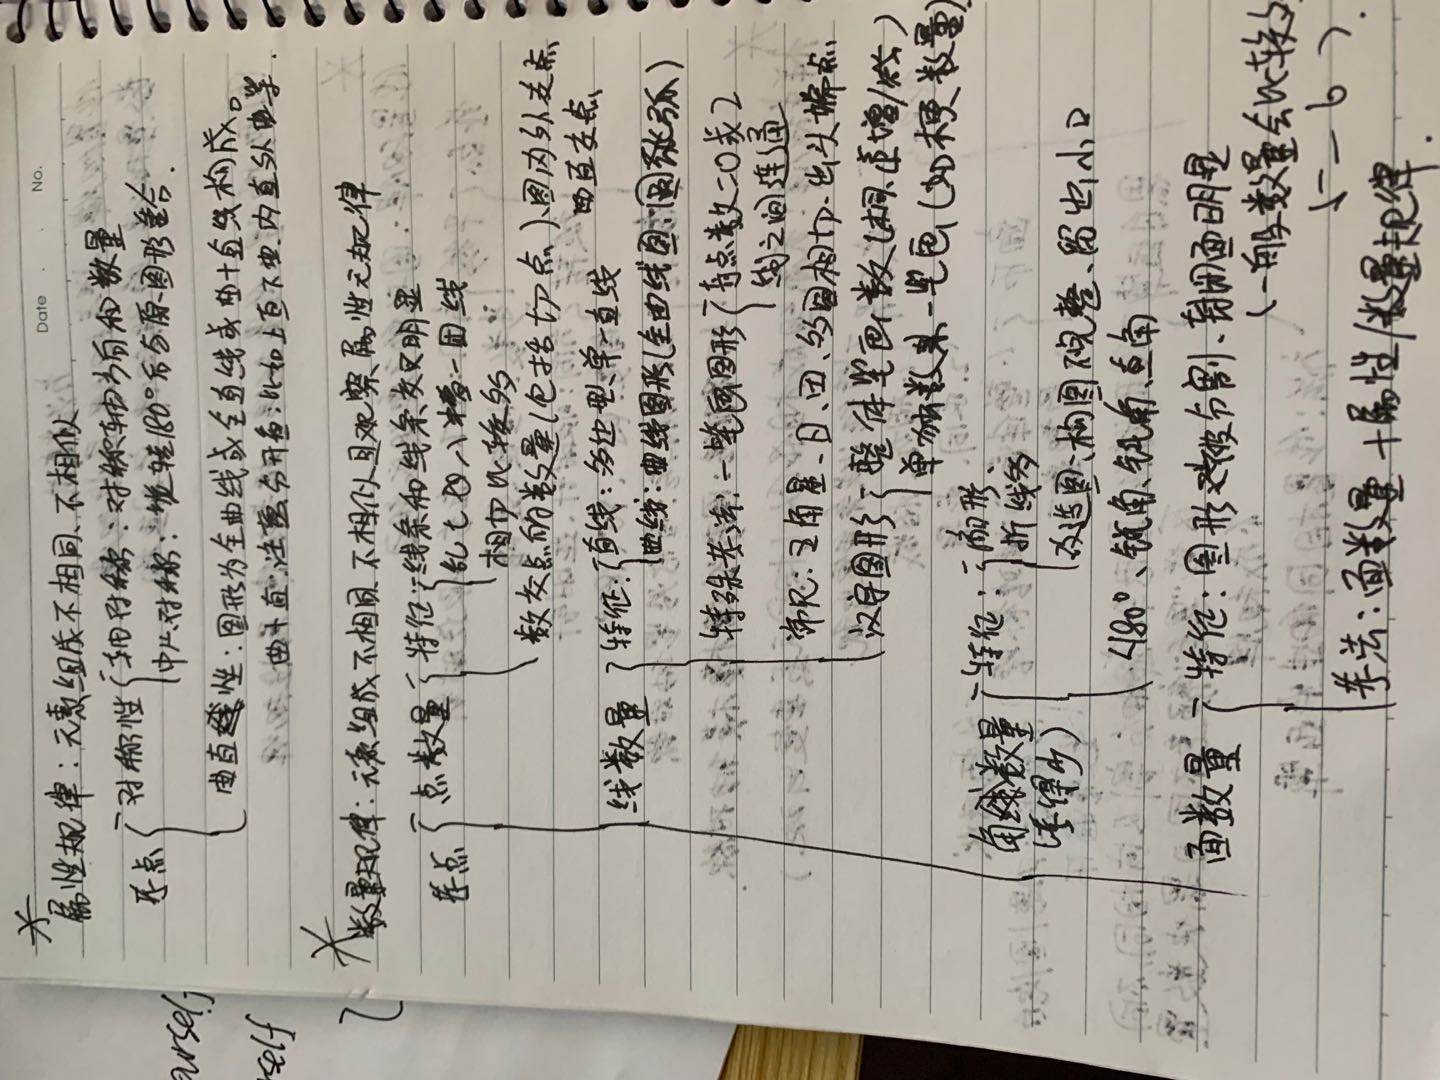 Date . . No.
属性规律：元素组成不相同、不相似
考点 对称性 轴对称：对称轴方向和数量
中心对称：旋转180°后与原图形重合.
曲直线性：图形为全曲线或全直线或曲+直线构成。
曲+直：注意分开看：比如上直下曲.内直外曲等.
数量规律：元素组成不相同 不相似且观察属性无规律
考点 点数量 特征：线条和线条交叉明显
乱七八糟一团线
相切比较多
数交点的数量(包括切点)、图内外交点
曲直交点
线数量 特征：直线：多边型、单一直线
曲线：曲线图形(全曲线图：圆弧)
特殊考法：一笔画图形 奇点数=0或2
线之间连通
常见：五角星、日、田、多圆相切.出头端点
汉字图形 整体笔画数(相同、递增/减)
单独数某一笔画(如横数量)
角线数量 特征：扇形、
(考得少) 折线多
改造图：构图不完整、留出小口
<180°、锐角、钝角、直角
面数量 特征：图形被分割、封闭面明显
(一般数量会比较多
5—6).
考法：面数量+属性/数量规律.
ourself
rself